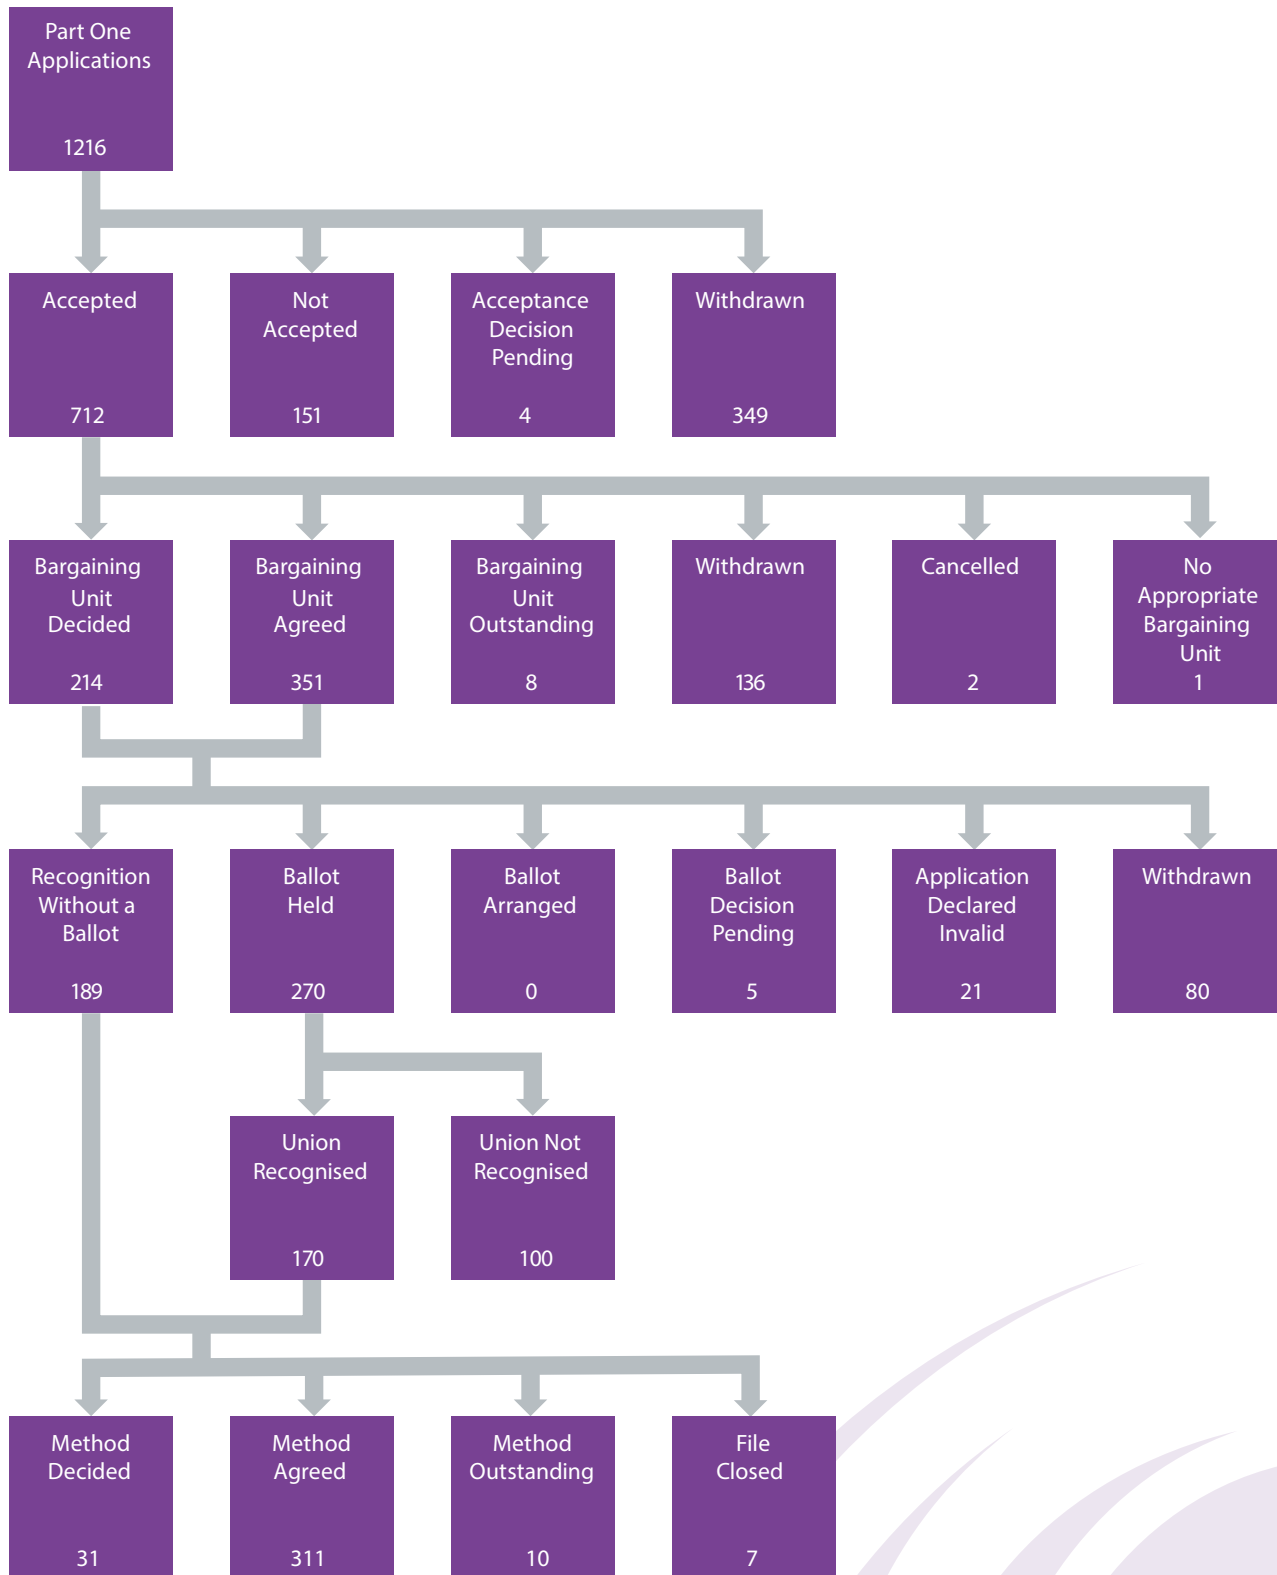 Part One
Applications
1216
Accepted
712
Not
Accepted
151
Acceptance
Decision
Pending
4
Withdrawn
349
Bargaining
Unit
Decided
214
Bargaining
Unit
Agreed
351
Bargaining
Unit
Outstanding
8
Withdrawn
136
Cancelled
2
No
Appropriate
Bargaining
Unit
1
Recognition
Without a
Ballot
189
Ballot
Held
270
Ballot
Arranged
0
Ballot
Decision
Pending
5
Application
Declared
Invalid
21
Withdrawn
80
Union
Recognised
170
Union Not
Recognised
100
Method
Decided
31
Method
Agreed
311
Method
Outstanding
10
File
Closed
7